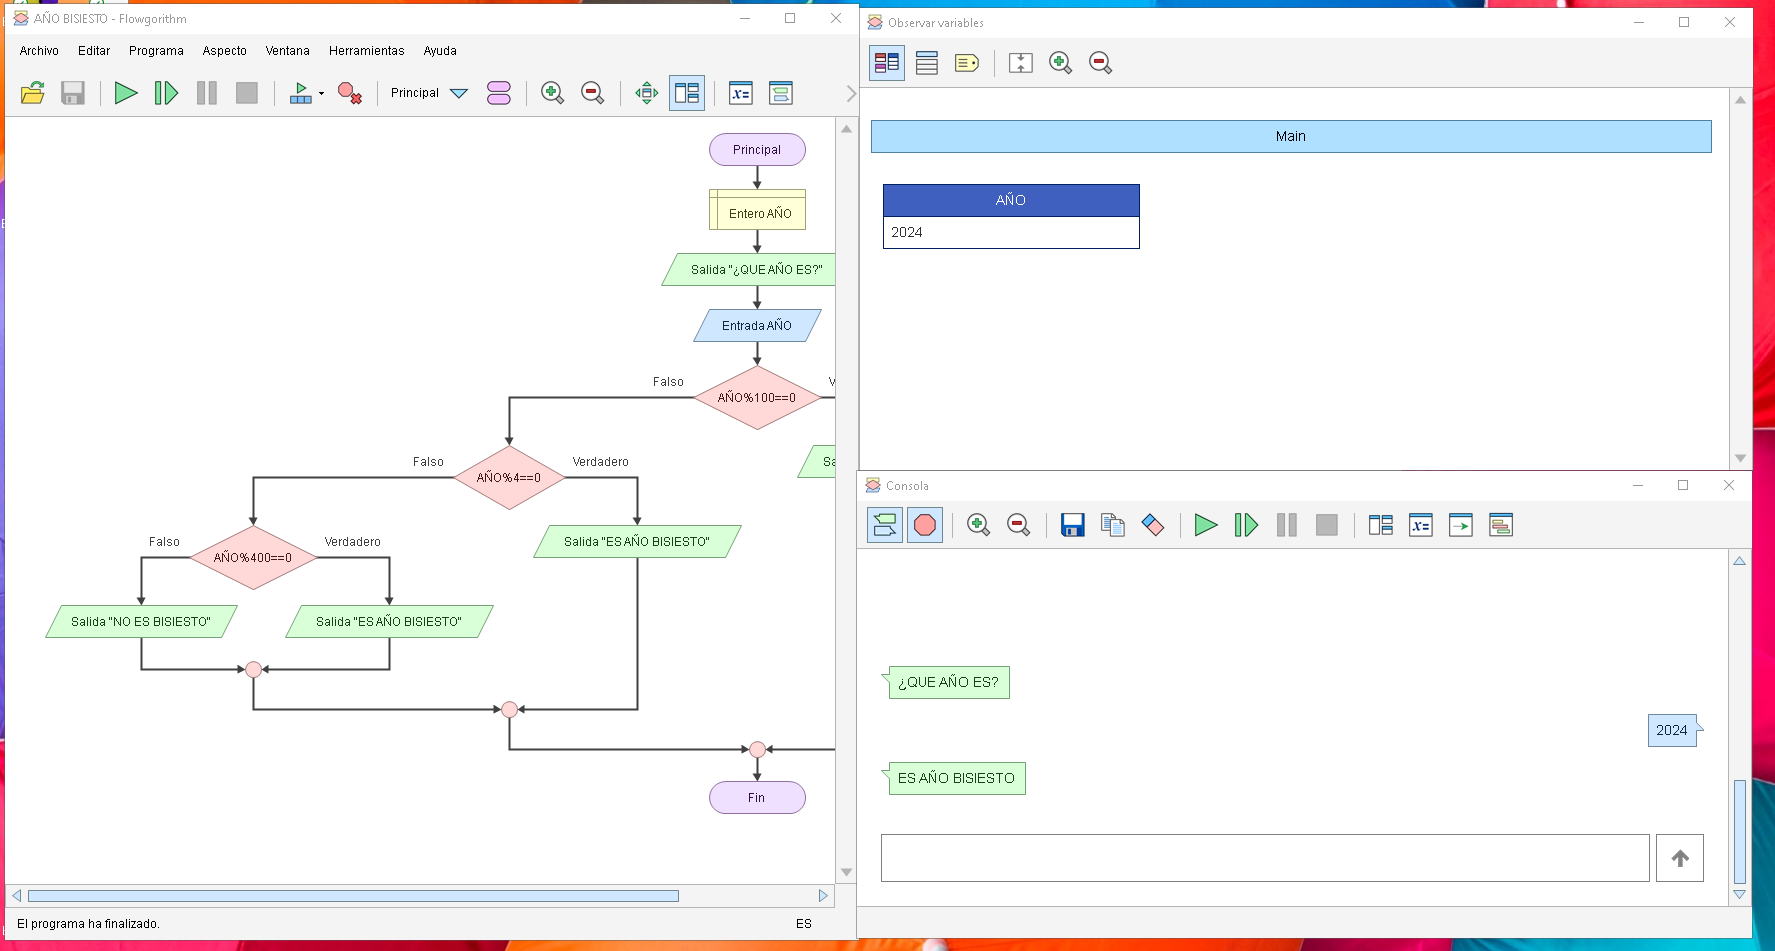 AÑO BISIESTO - Flowgorithm
Archivo Editar Programa Aspecto Ventana Herramientas Ayuda
Principal
Principal
Entero AÑO
Salida "¿QUE AÑO ES?"
Entrada AÑO
Falso
AÑO%100==0
Falso
AÑO%4==0
Verdadero
Falso
AÑO%400==0
Verdadero
Salida "ES AÑO BISIESTO"
Salida "NO ES BISIESTO"
Salida "ES AÑO BISIESTO"
Fin
El programa ha finalizado.
ES
Observar variables
Main
AÑO
2024
Consola
¿QUE AÑO ES?
2024
ES AÑO BISIESTO